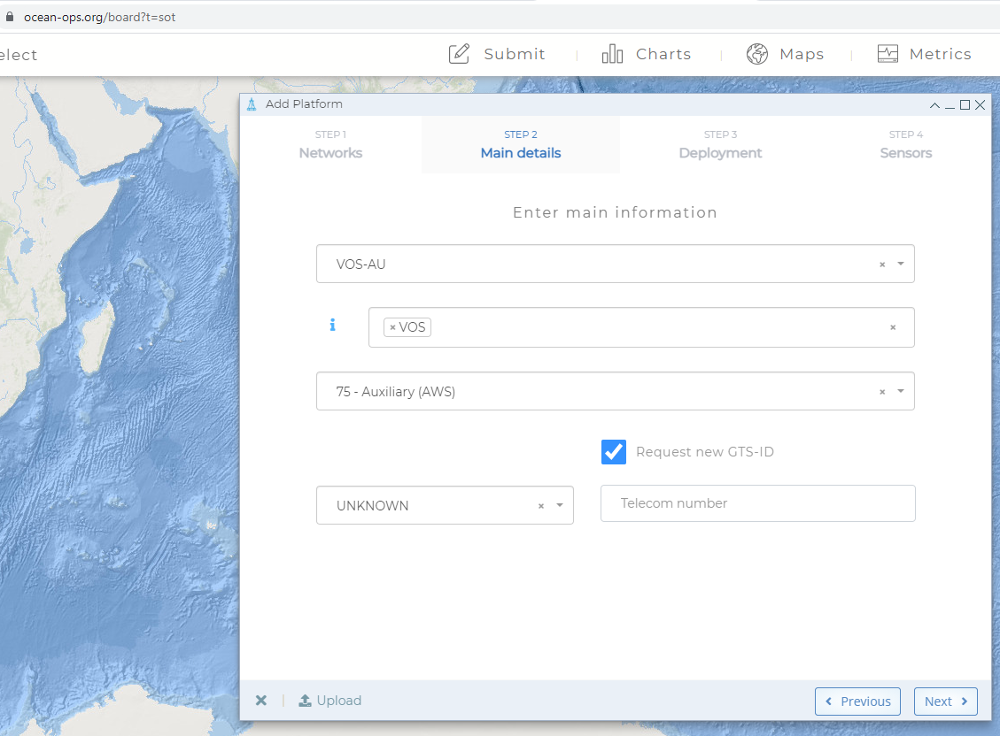 ocean-ops.org/board?t=sot
elect
Submit
Charts
Maps
Metrics
Add Platform
STEP 1
Networks
STEP 2
Main details
STEP 3
Deployment
STEP 4
Sensors
Enter main information
VOS-AU
× VOS
75 - Auxiliary (AWS)
Request new GTS-ID
UNKNOWN
Telecom number
Upload
Previous
Next